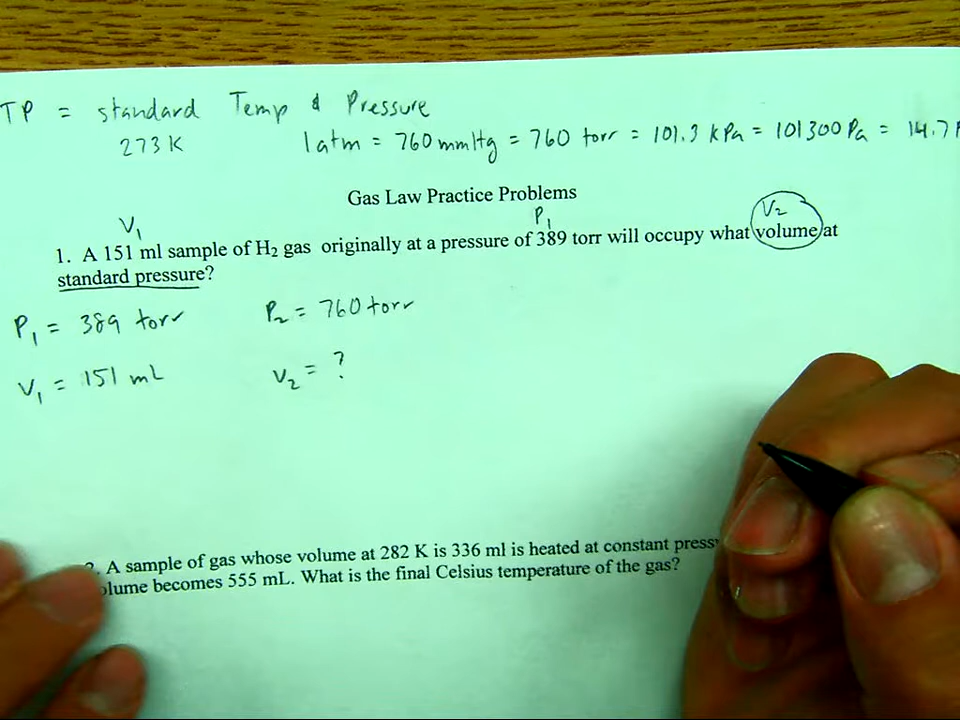 TP = standard Temp & Pressure
273 K 1 atm = 760 mmHg = 760 torr = 101.3 kPa = 101300 Pa = 14.7
Gas Law Practice Problems
V1 P1 V2
1. A 151 ml sample of H2 gas originally at a pressure of 389 torr will occupy what volume at
standard pressure?
P1 = 389 torr P2 = 760 torr
V1 = 151 mL V2 = ?
A sample of gas whose volume at 282 K is 336 ml is heated at constant
becomes 555 mL. What is the final Celsius temperature of the gas?